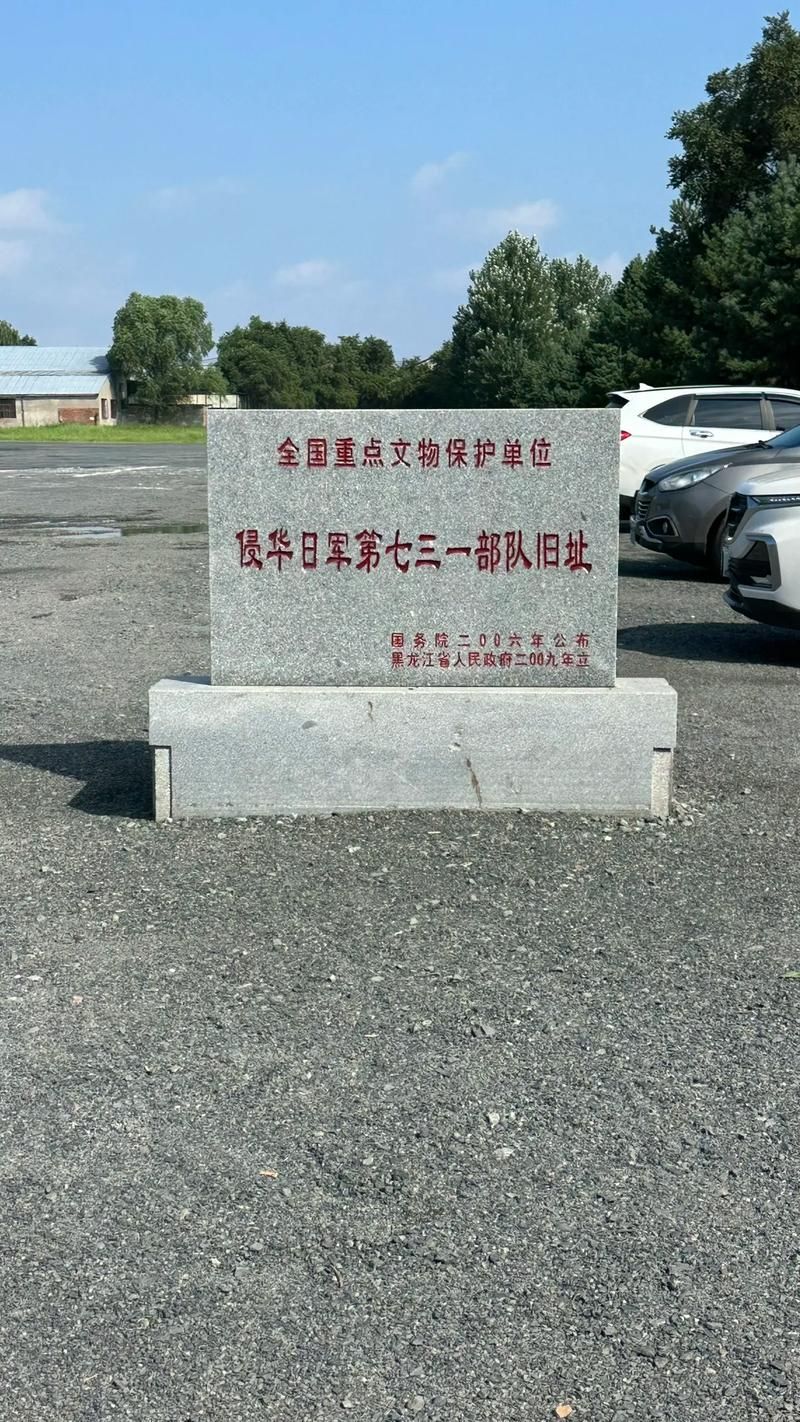 全国重点文物保护单位
侵华日军第七三一部队旧址
国务院二00六年公布
黑龙江省人民政府二00九年立